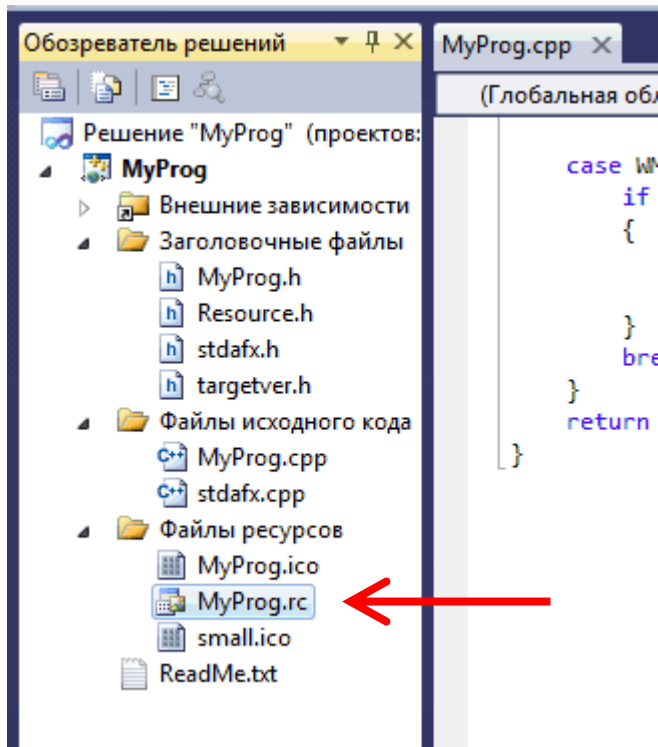 Обозреватель решений
MyProg.cpp
(Глобальная обл
Решение "MyProg" (проектов:
MyProg
Внешние зависимости
Заголовочные файлы
MyProg.h
Resource.h
stdafx.h
targetver.h
Файлы исходного кода
MyProg.cpp
stdafx.cpp
Файлы ресурсов
MyProg.ico
MyProg.rc
small.ico
ReadMe.txt
case WM
if
{
}
bre
}
return
}